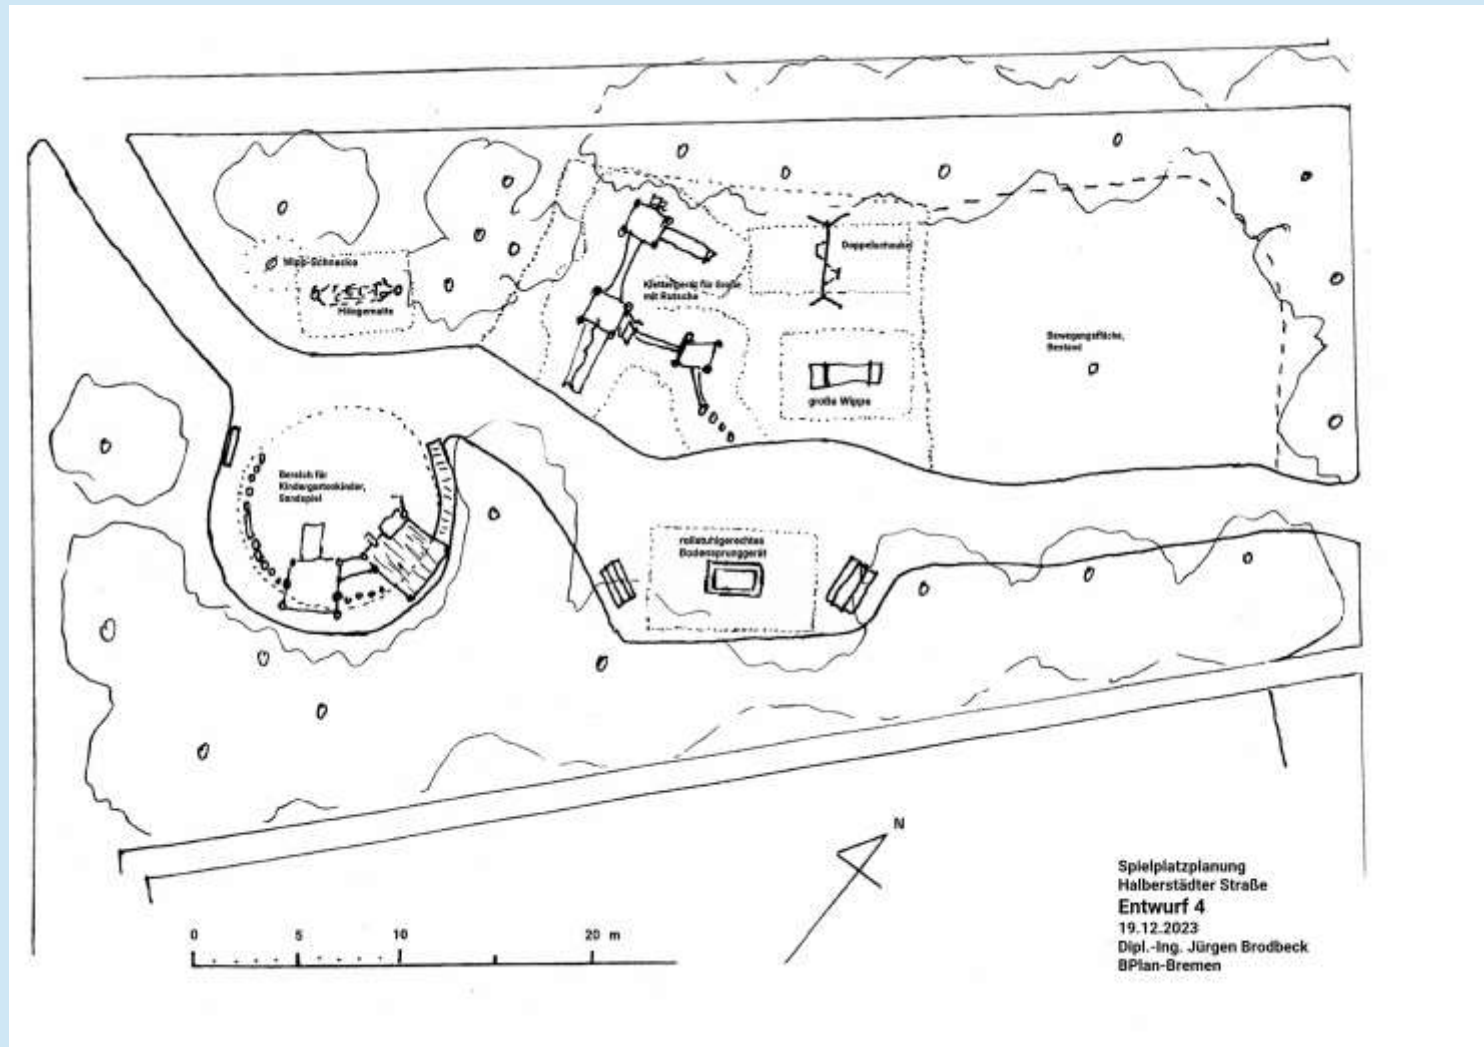 Doppelschaukel
Wipp-Schnecke
Hängematte
Klettergerät für Große
mit Rutsche
Bewegungsfläche,
Bestand
große Wippe
Bereich für
Kindergartenkinder,
Sandspiel
rollstuhlgerechtes
Bodensprunggerät
N
Spielplatzplanung
Halberstädter Straße
Entwurf 4
19.12.2023
Dipl.-Ing. Jürgen Brodbeck
BPlan-Bremen
0 5 10 20 m